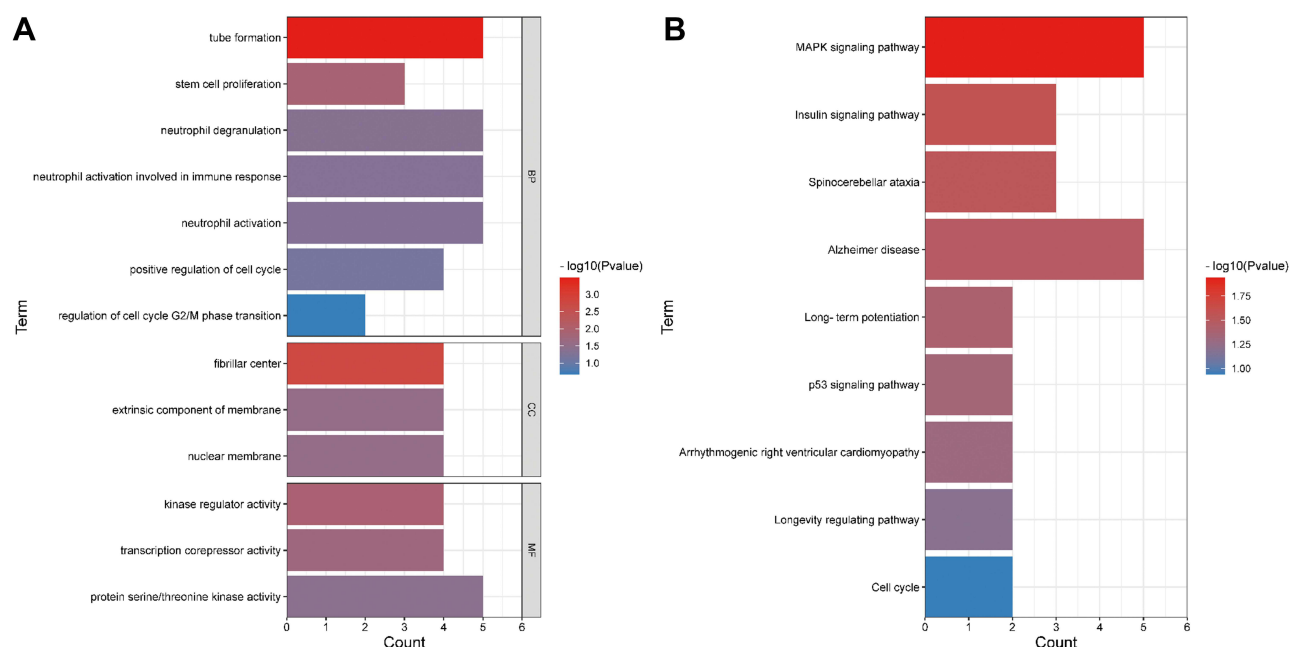 A
tube formation
stem cell proliferation
neutrophil degranulation
neutrophil activation involved in immune response
neutrophil activation
positive regulation of cell cycle
regulation of cell cycle G2/M phase transition
BP
fibrillar center
extrinsic component of membrane
nuclear membrane
CC
kinase regulator activity
transcription corepressor activity
protein serine/threonine kinase activity
MF
Term
0 1 2 3 4 5 6
Count
- log10(Pvalue)
3.0
2.5
2.0
1.5
1.0
B
MAPK signaling pathway
Insulin signaling pathway
Spinocerebellar ataxia
Alzheimer disease
Long- term potentiation
p53 signaling pathway
Arrhythmogenic right ventricular cardiomyopathy
Longevity regulating pathway
Cell cycle
Term
0 1 2 3 4 5 6
Count
- log10(Pvalue)
1.75
1.50
1.25
1.00